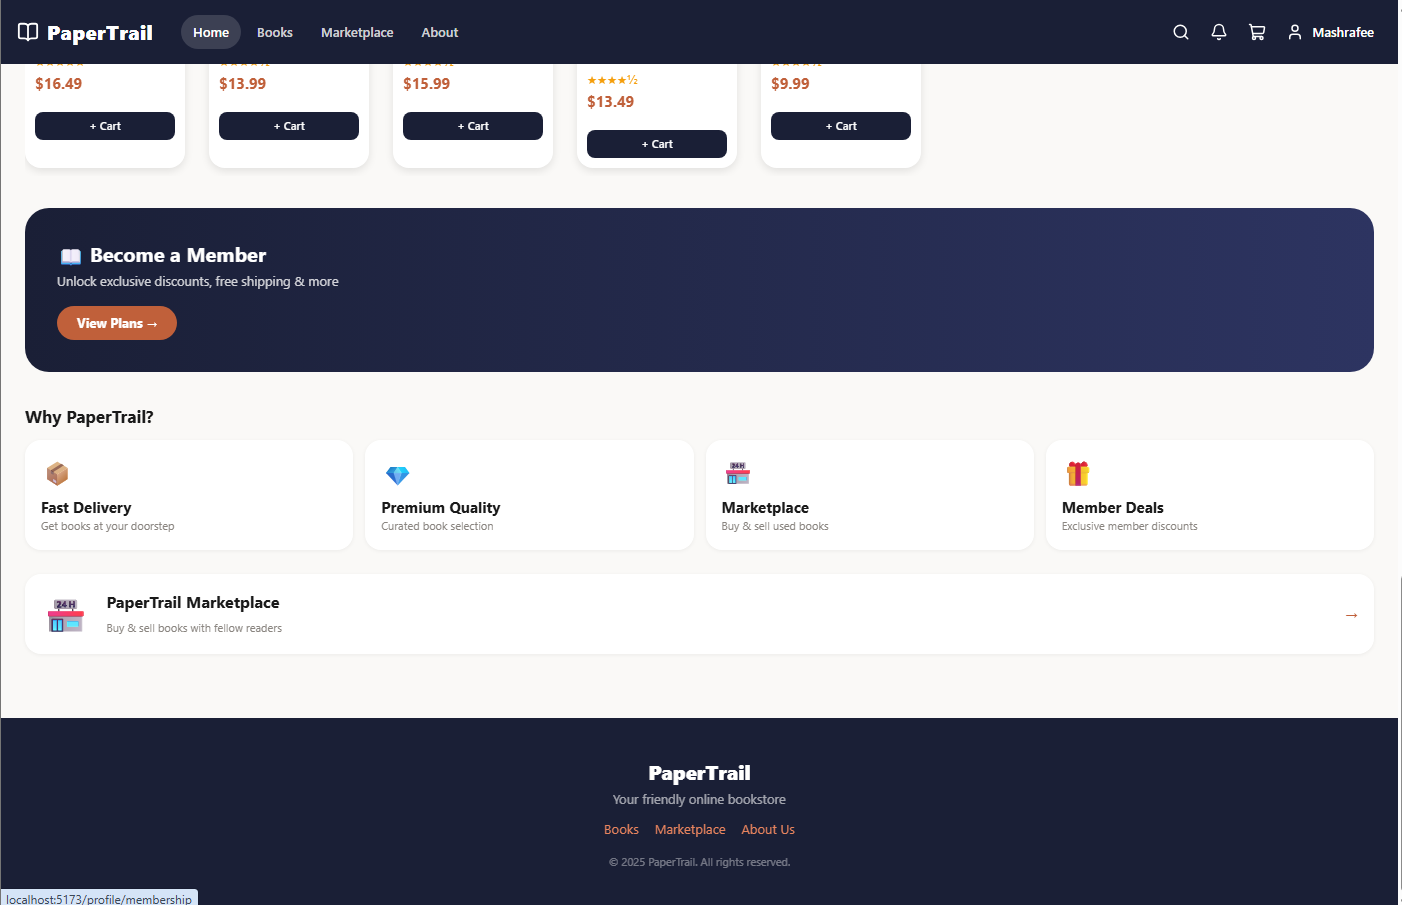 PaperTrail Home Books Marketplace About Mashrafee
★★★★½
$16.49 $13.99 $15.99 $13.49 $9.99
+ Cart + Cart + Cart + Cart + Cart
Become a Member
Unlock exclusive discounts, free shipping & more
View Plans →
Why PaperTrail?
Fast Delivery
Get books at your doorstep
Premium Quality
Curated book selection
24 H
Marketplace
Buy & sell used books
Member Deals
Exclusive member discounts
24 H
PaperTrail Marketplace
Buy & sell books with fellow readers
→
PaperTrail
Your friendly online bookstore
Books Marketplace About Us
© 2025 PaperTrail. All rights reserved.
localhost:5173/profile/membership